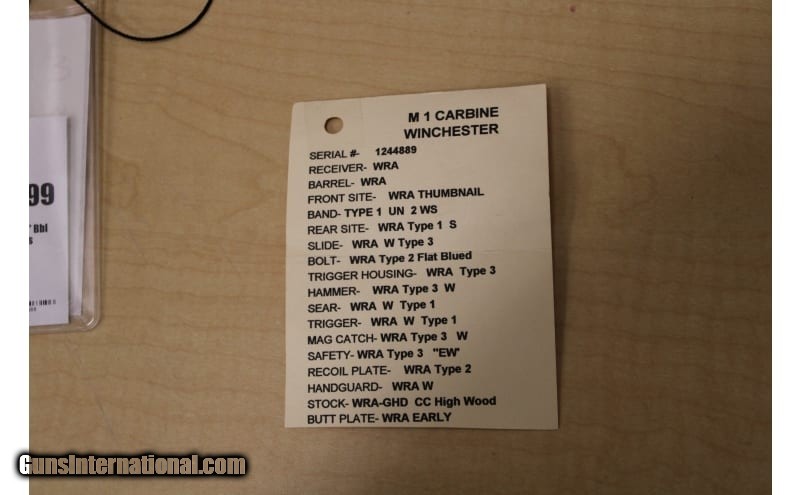 M 1 CARBINE
WINCHESTER
SERIAL #- 1244889
RECEIVER- WRA
BARREL- WRA
FRONT SITE- WRA THUMBNAIL
BAND- TYPE 1 UN 2 WS
REAR SITE- WRA Type 1 S
SLIDE- WRA W Type 3
BOLT- WRA Type 2 Flat Blued
TRIGGER HOUSING- WRA Type 3
HAMMER- WRA Type 3 W
SEAR- WRA W Type 1
TRIGGER- WRA W Type 1
MAG CATCH- WRA Type 3 W
SAFETY- WRA Type 3 "EW'
RECOIL PLATE- WRA Type 2
HANDGUARD- WRA W
STOCK- WRA-GHD CC High Wood
BUTT PLATE- WRA EARLY
99
Bbl
GunsInternational.com